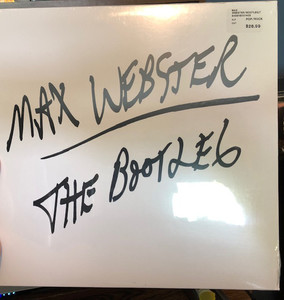 MAX WEBSTER
THE BOOTLEG
$29.99